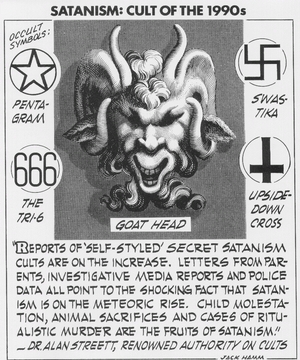 SATANISM: CULT OF THE 1990s
OCCULT
SYMBOLS:
PENTA-
GRAM
SWAS-
TIKA
666
THE
TRI-6
UPSIDE-
DOWN
CROSS
GOAT HEAD
"REPORTS OF 'SELF-STYLED' SECRET SATANISM
CULTS ARE ON THE INCREASE. LETTERS FROM PAR-
ENTS, INVESTIGATIVE MEDIA REPORTS AND POLICE
DATA ALL POINT TO THE SHOCKING FACT THAT SATAN-
ISM IS ON THE METEORIC RISE. CHILD MOLESTA-
TION, ANIMAL SACRIFICES AND CASES OF RITU-
ALISTIC MURDER ARE THE FRUITS OF SATANISM!"
— DR. ALAN STREETT, RENOWNED AUTHORITY ON CULTS
JACK HAMM